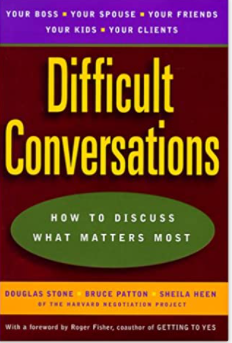 YOUR BOSS ▪ YOUR SPOUSE ▪ YOUR FRIENDS
YOUR KIDS ▪ YOUR CLIENTS
Difficult
Conversations
HOW TO DISCUSS
WHAT MATTERS MOST
DOUGLAS STONE ▪ BRUCE PATTON ▪ SHEILA HEEN
OF THE HARVARD NEGOTIATION PROJECT
With a foreword by Roger Fisher, coauthor of GETTING TO YES